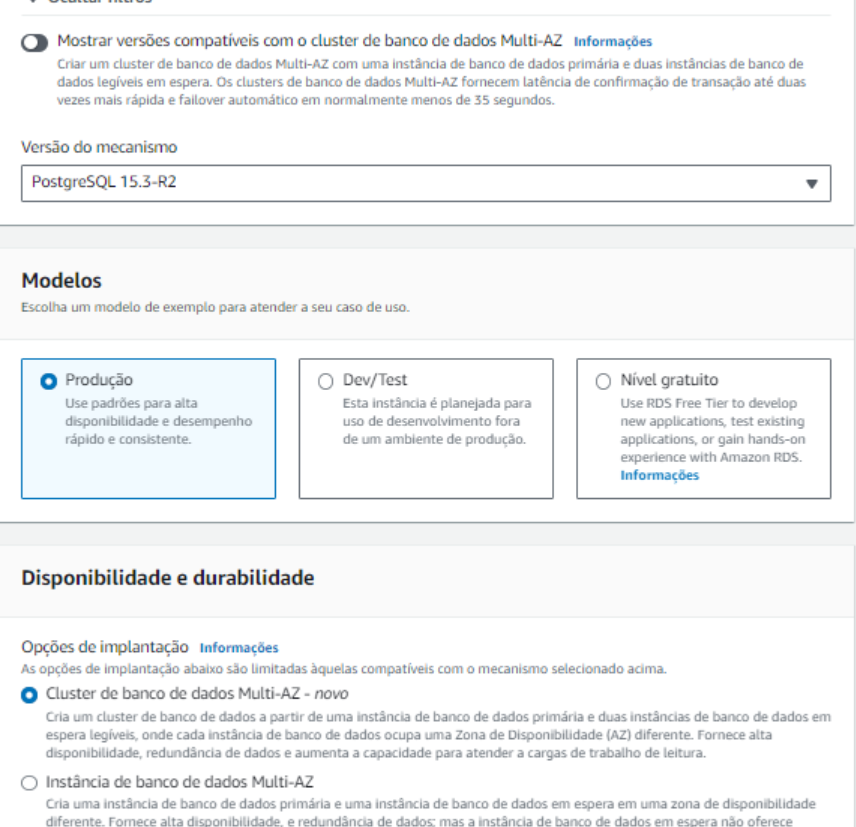 Ocultar filtros
Mostrar versões compatíveis com o cluster de banco de dados Multi-AZ Informações
Criar um cluster de banco de dados Multi-AZ com uma instância de banco de dados primária e duas instâncias de banco de
dados legíveis em espera. Os clusters de banco de dados Multi-AZ fornecem latência de confirmação de transação até duas
vezes mais rápida e failover automático em normalmente menos de 35 segundos.
Versão do mecanismo
PostgreSQL 15.3-R2
Modelos
Escolha um modelo de exemplo para atender a seu caso de uso.
Produção
Use padrões para alta
disponibilidade e desempenho
rápido e consistente.
Dev/Test
Esta instância é planejada para
uso de desenvolvimento fora
de um ambiente de produção.
Nível gratuito
Use RDS Free Tier to develop
new applications, test existing
applications, or gain hands-on
experience with Amazon RDS.
Informações
Disponibilidade e durabilidade
Opções de implantação Informações
As opções de implantação abaixo são limitadas àquelas compatíveis com o mecanismo selecionado acima.
Cluster de banco de dados Multi-AZ - novo
Cria um cluster de banco de dados a partir de uma instância de banco de dados primária e duas instâncias de banco de dados em
espera legíveis, onde cada instância de banco de dados ocupa uma Zona de Disponibilidade (AZ) diferente. Fornece alta
disponibilidade, redundância de dados e aumenta a capacidade para atender a cargas de trabalho de leitura.
Instância de banco de dados Multi-AZ
Cria uma instância de banco de dados primária e uma instância de banco de dados em espera em uma zona de disponibilidade
diferente. Fornece alta disponibilidade, e redundância de dados; mas a instância de banco de dados em espera não oferece